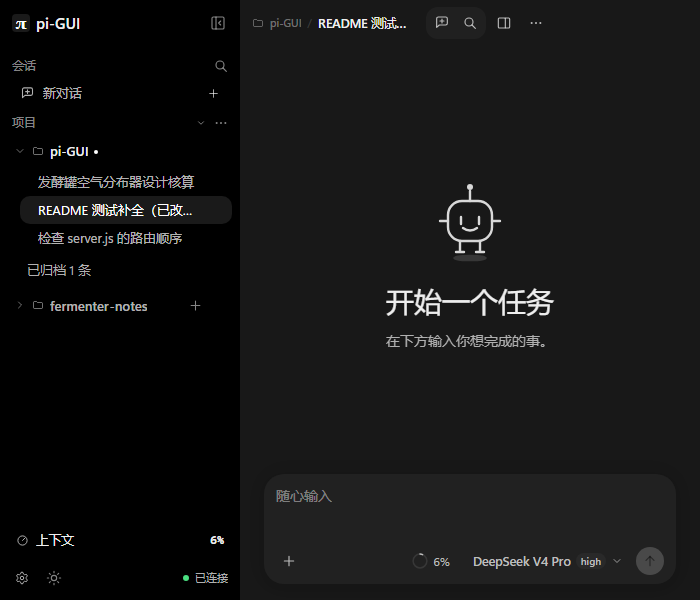 π pi-GUI
会话
新对话
项目
pi-GUI •
发酵罐空气分布器设计核算
README 测试补全（已改...
检查 server.js 的路由顺序
已归档 1 条
fermenter-notes
上下文 6%
已连接
pi-GUI / README 测试...
开始一个任务
在下方输入你想完成的事。
随心输入
6% DeepSeek V4 Pro high